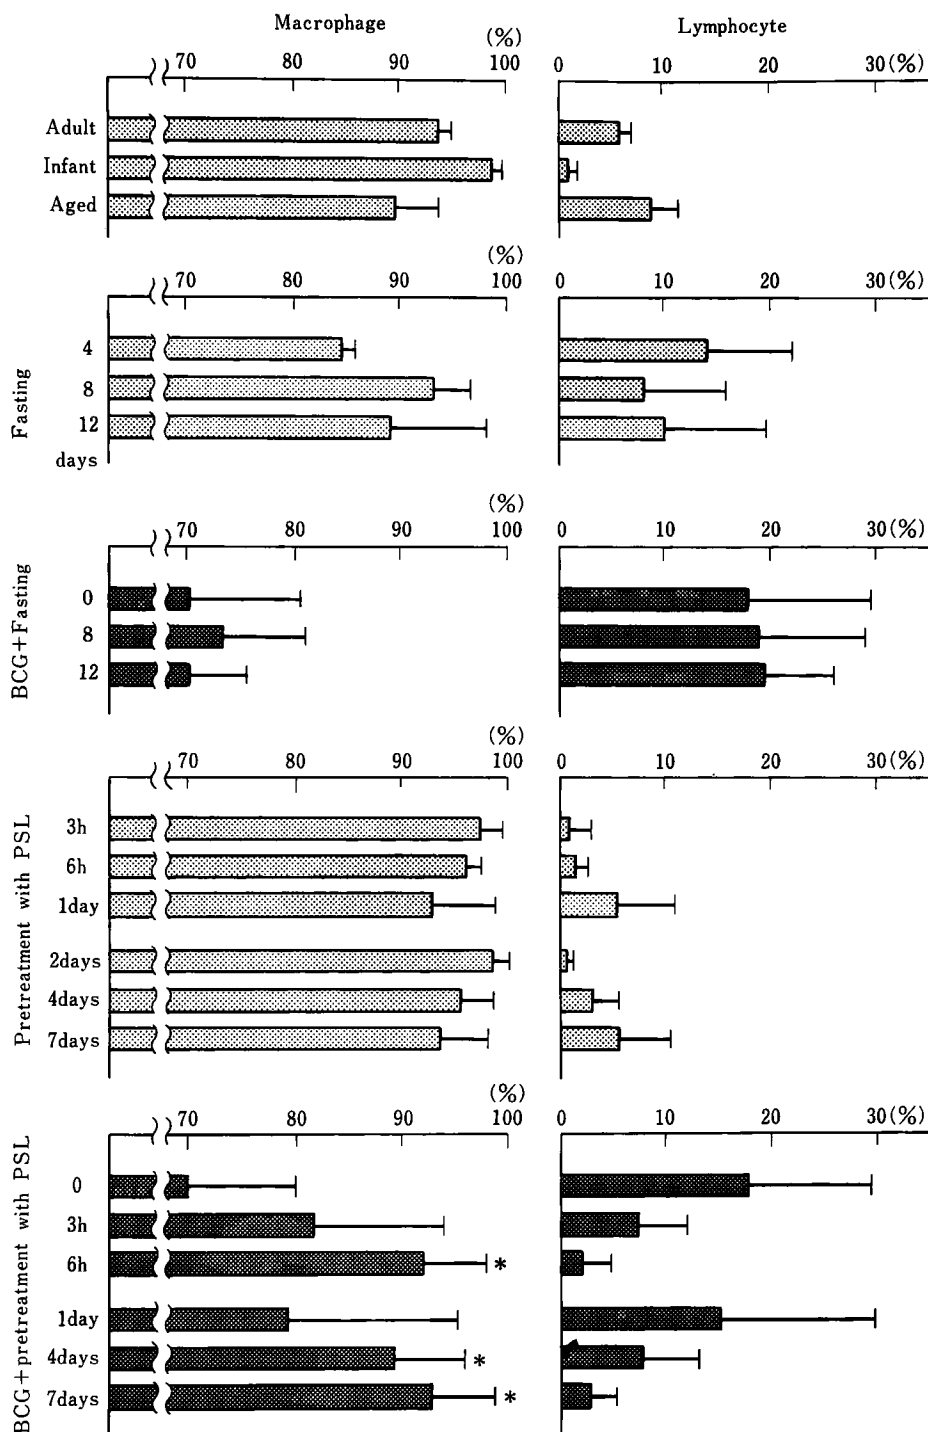 Macrophage
Lymphocyte
(%)
70 80 90 100
0 10 20 30(%)
Adult
Infant
Aged
(%)
70 80 90 100
0 10 20 30(%)
Fasting
4
8
12
days
(%)
70 80 90 100
0 10 20 30(%)
BCG+Fasting
0
8
12
(%)
70 80 90 100
0 10 20 30(%)
Pretreatment with PSL
3h
6h
1day
2days
4days
7days
(%)
70 80 90 100
0 10 20 30(%)
BCG+pretreatment with PSL
0
3h
6h
*
1day
4days
*
7days
*